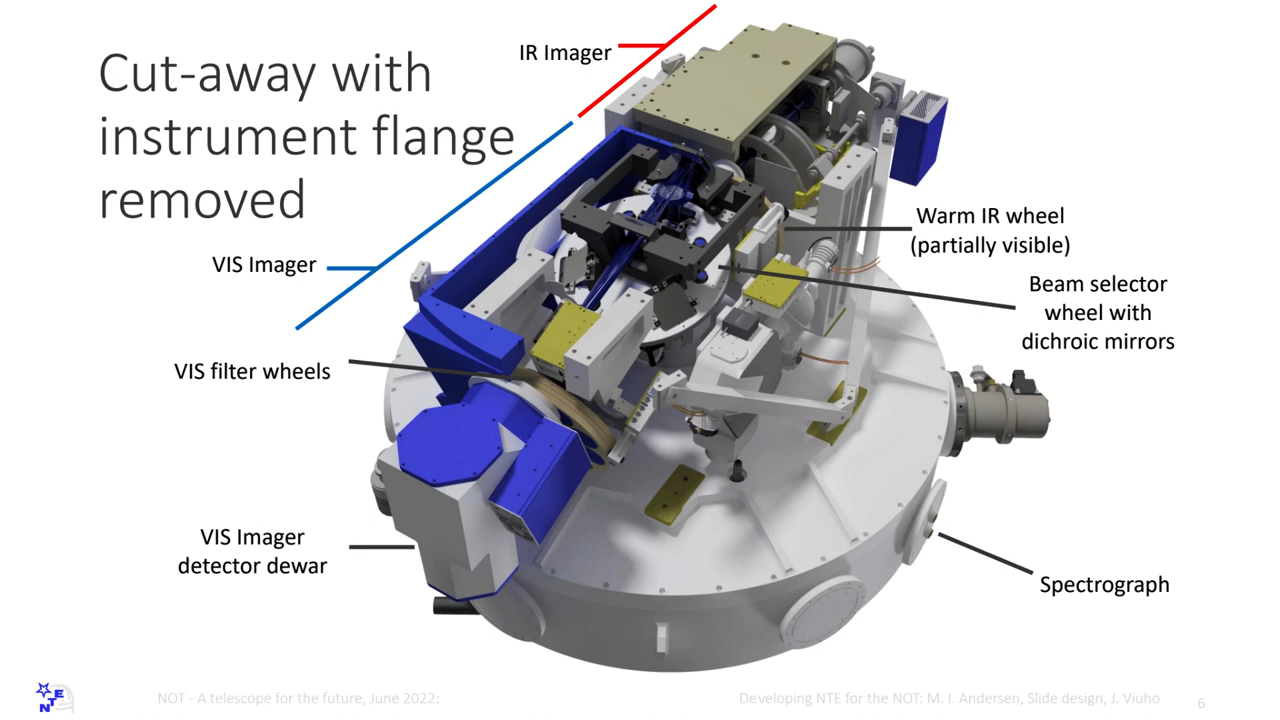 Cut-away with
instrument flange
removed
IR Imager
VIS Imager
Warm IR wheel
(partially visible)
Beam selector
wheel with
dichroic mirrors
VIS filter wheels
VIS Imager
detector dewar
Spectrograph
NTE
NOT - A telescope for the future, June 2022:
Developing NTE for the NOT: M. I. Andersen, Slide design, J. Viuho
6